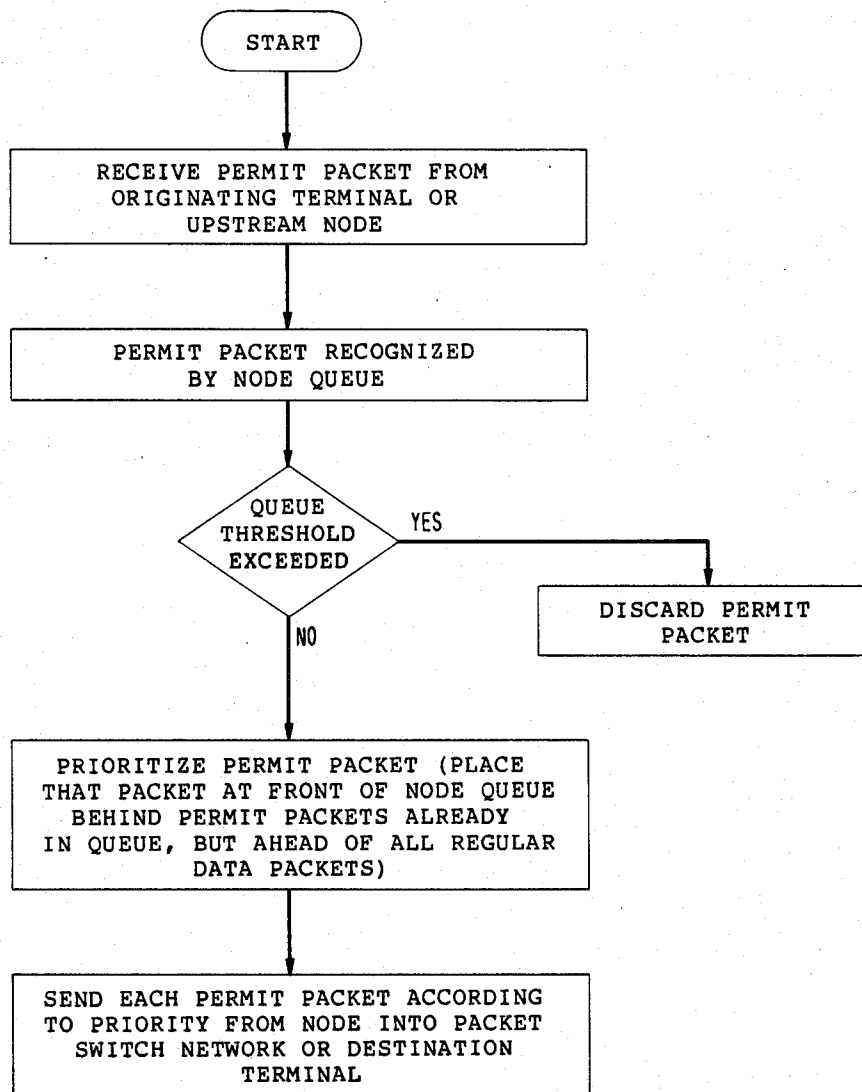 START
RECEIVE PERMIT PACKET FROM
ORIGINATING TERMINAL OR
UPSTREAM NODE
PERMIT PACKET RECOGNIZED
BY NODE QUEUE
QUEUE
THRESHOLD
EXCEEDED
YES
DISCARD PERMIT
PACKET
NO
PRIORITIZE PERMIT PACKET (PLACE
THAT PACKET AT FRONT OF NODE QUEUE
BEHIND PERMIT PACKETS ALREADY
IN QUEUE, BUT AHEAD OF ALL REGULAR
DATA PACKETS)
SEND EACH PERMIT PACKET ACCORDING
TO PRIORITY FROM NODE INTO PACKET
SWITCH NETWORK OR DESTINATION
TERMINAL